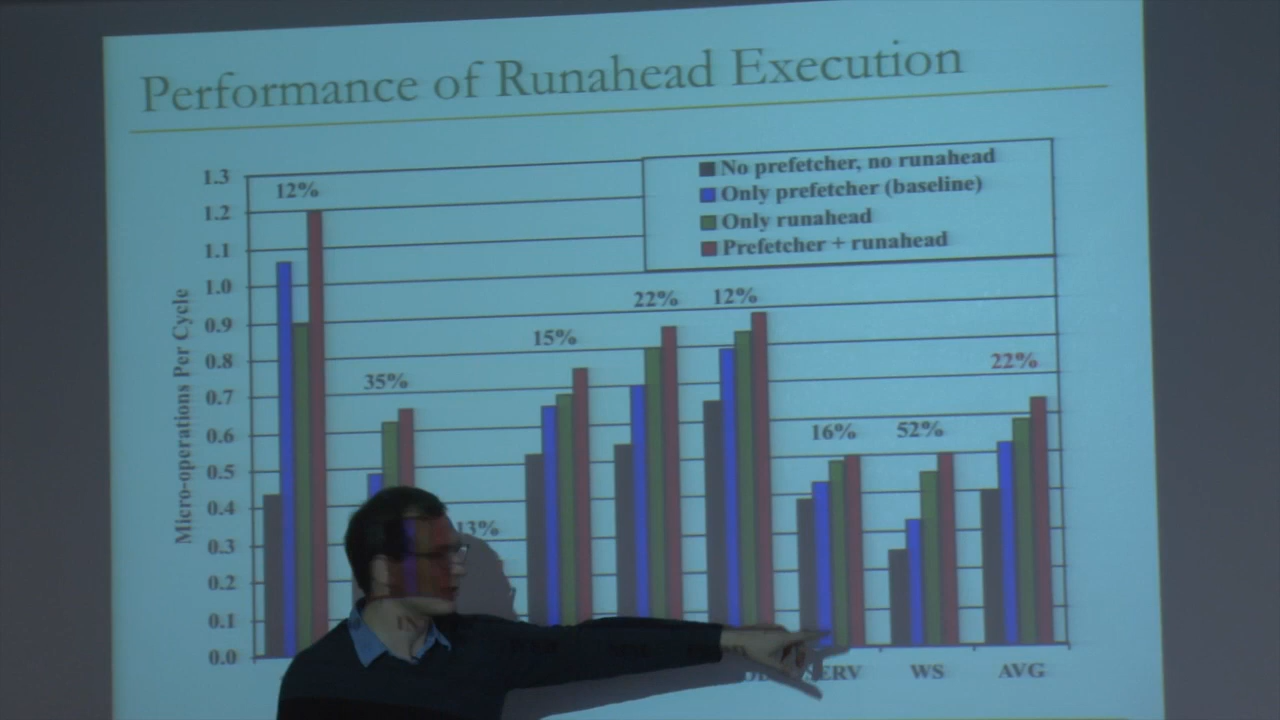 Performance of Runahead Execution
No prefetcher, no runahead
Only prefetcher (baseline)
Only runahead
Prefetcher + runahead
Micro-operations Per Cycle
1.3
1.2
1.1
1.0
0.9
0.8
0.7
0.6
0.5
0.4
0.3
0.2
0.1
0.0
12%
35%
13%
15%
22%
12%
16%
52%
22%
WS
AVG